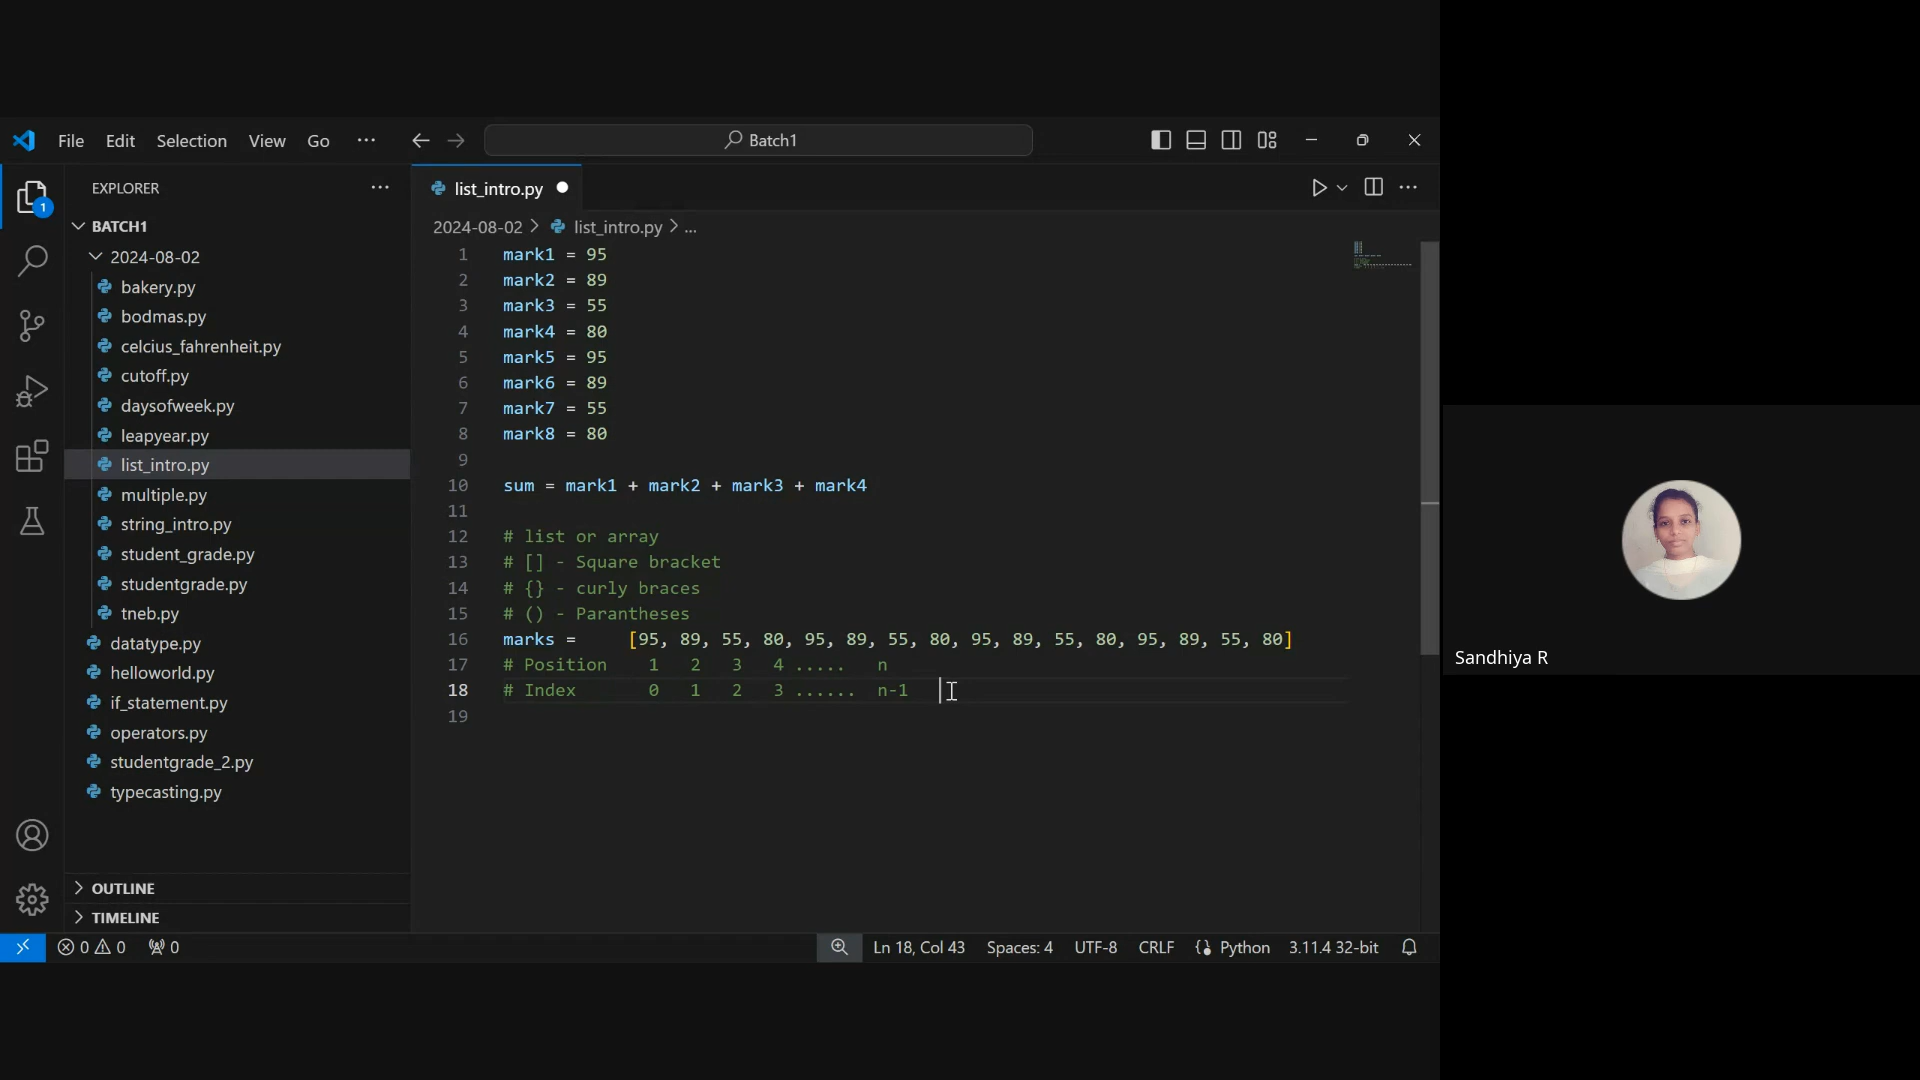 File Edit Selection View Go ... Batch1
EXPLORER ...
BATCH1
2024-08-02
bakery.py
bodmas.py
celcius_fahrenheit.py
cutoff.py
daysofweek.py
leapyear.py
list_intro.py
multiple.py
string_intro.py
student_grade.py
studentgrade.py
tneb.py
datatype.py
helloworld.py
if_statement.py
operators.py
studentgrade_2.py
typecasting.py
OUTLINE
TIMELINE
1
list_intro.py
2024-08-02 > list_intro.py > ...
1 mark1 = 95
2 mark2 = 89
3 mark3 = 55
4 mark4 = 80
5 mark5 = 95
6 mark6 = 89
7 mark7 = 55
8 mark8 = 80
9
10 sum = mark1 + mark2 + mark3 + mark4
11
12 # list or array
13 # [] - Square bracket
14 # {} - curly braces
15 # () - Parantheses
16 marks = [95, 89, 55, 80, 95, 89, 55, 80, 95, 89, 55, 80, 95, 89, 55, 80]
17 # Position 1 2 3 4 ..... n
18 # Index 0 1 2 3 ...... n-1
19
0 0 0 Ln 18, Col 43 Spaces: 4 UTF-8 CRLF {} Python 3.11.4 32-bit
Sandhiya R